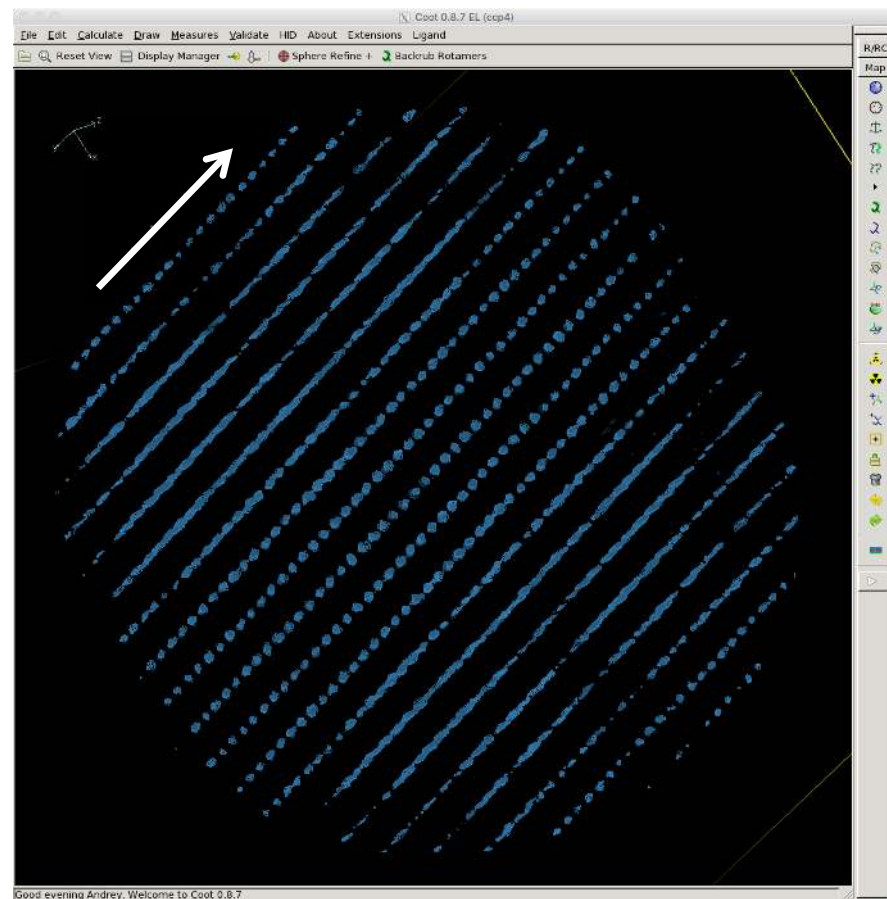 Coot 0.8.7 EL (ccp4)
File Edit Calculate Draw Measures Validate HID About Extensions Ligand
Reset View Display Manager Sphere Refine + Backrub Rotamers
R/RC
Map
Good evening Andrey. Welcome to Coot 0.8.7